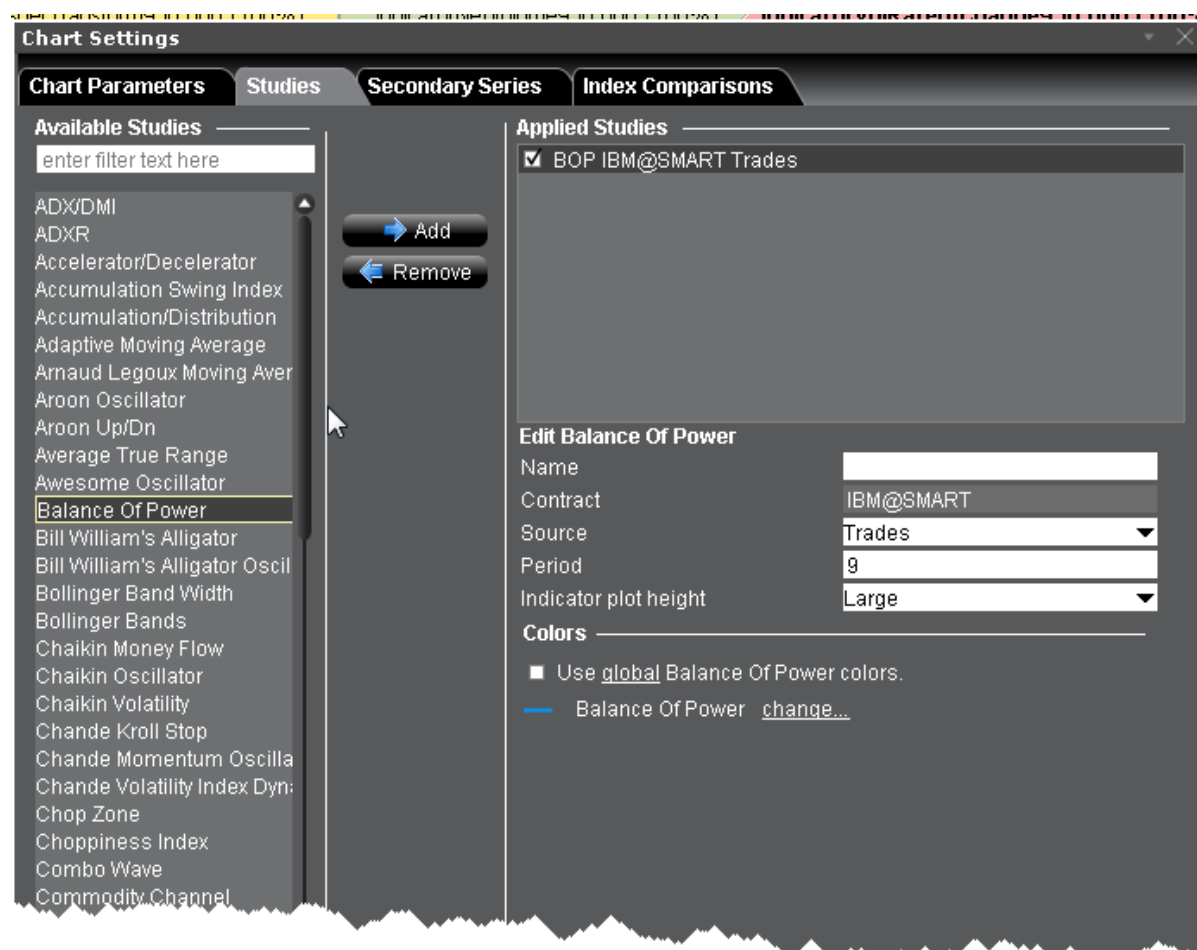 Chart Settings
Chart Parameters Studies Secondary Series Index Comparisons
Available Studies
enter filter text here
ADX/DMI
ADXR
Accelerator/Decelerator
Accumulation Swing Index
Accumulation/Distribution
Adaptive Moving Average
Arnaud Legoux Moving Aver
Aroon Oscillator
Aroon Up/Dn
Average True Range
Awesome Oscillator
Balance Of Power
Bill William's Alligator
Bill William's Alligator Oscil
Bollinger Band Width
Bollinger Bands
Chaikin Money Flow
Chaikin Oscillator
Chaikin Volatility
Chande Kroll Stop
Chande Momentum Oscilla
Chande Volatility Index Dyn
Chop Zone
Choppiness Index
Combo Wave
Commodity Channel
Add
Remove
Applied Studies
BOP IBM@SMART Trades
Edit Balance Of Power
Name
Contract IBM@SMART
Source Trades
Period 9
Indicator plot height Large
Colors
Use global Balance Of Power colors.
Balance Of Power change...